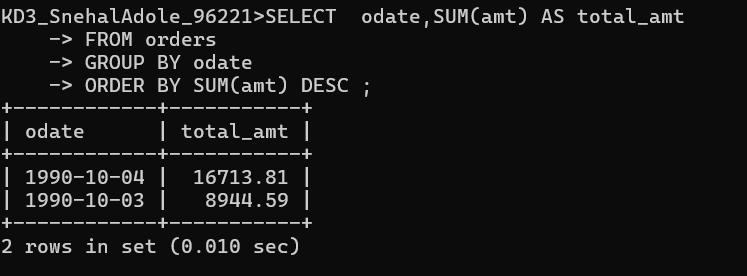 KD3_SnehalAdole_96221>SELECT  odate,SUM(amt) AS total_amt
    -> FROM orders
    -> GROUP BY odate
    -> ORDER BY SUM(amt) DESC ;
+------------+-----------+
| odate      | total_amt |
+------------+-----------+
| 1990-10-04 |  16713.81 |
| 1990-10-03 |   8944.59 |
+------------+-----------+
2 rows in set (0.010 sec)